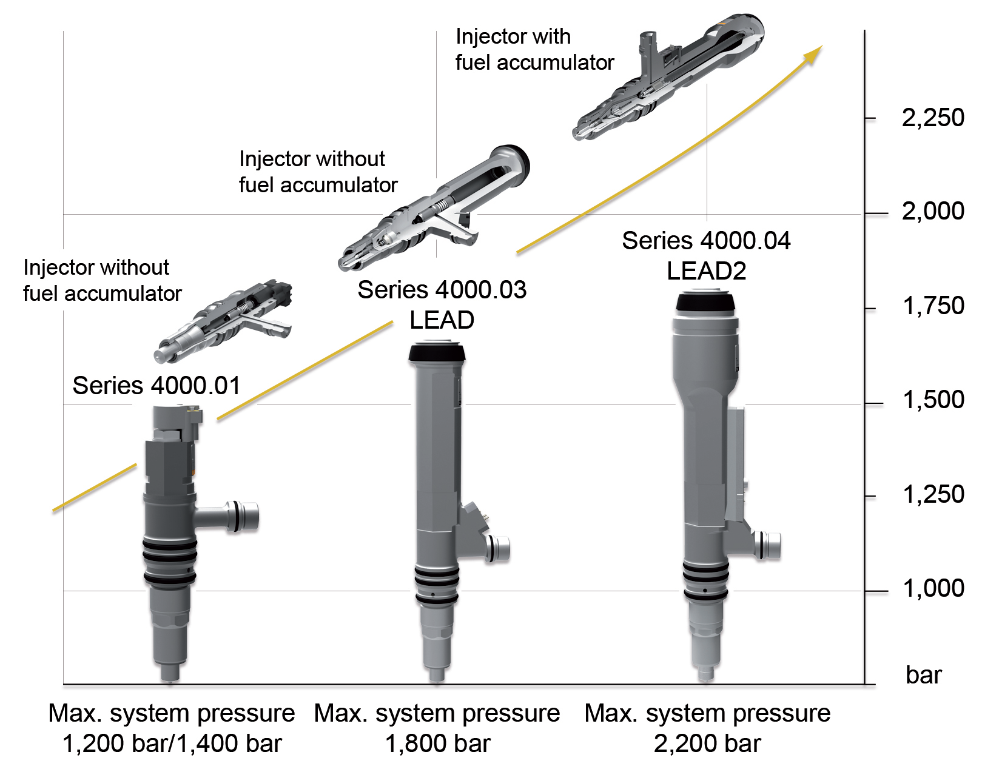 Injector with
fuel accumulator
2,250
Injector without
fuel accumulator
2,000
Series 4000.04
LEAD2
Injector without
fuel accumulator
Series 4000.03
LEAD
1,750
Series 4000.01
1,500
1,250
1,000
bar
Max. system pressure
1,200 bar/1,400 bar
Max. system pressure
1,800 bar
Max. system pressure
2,200 bar